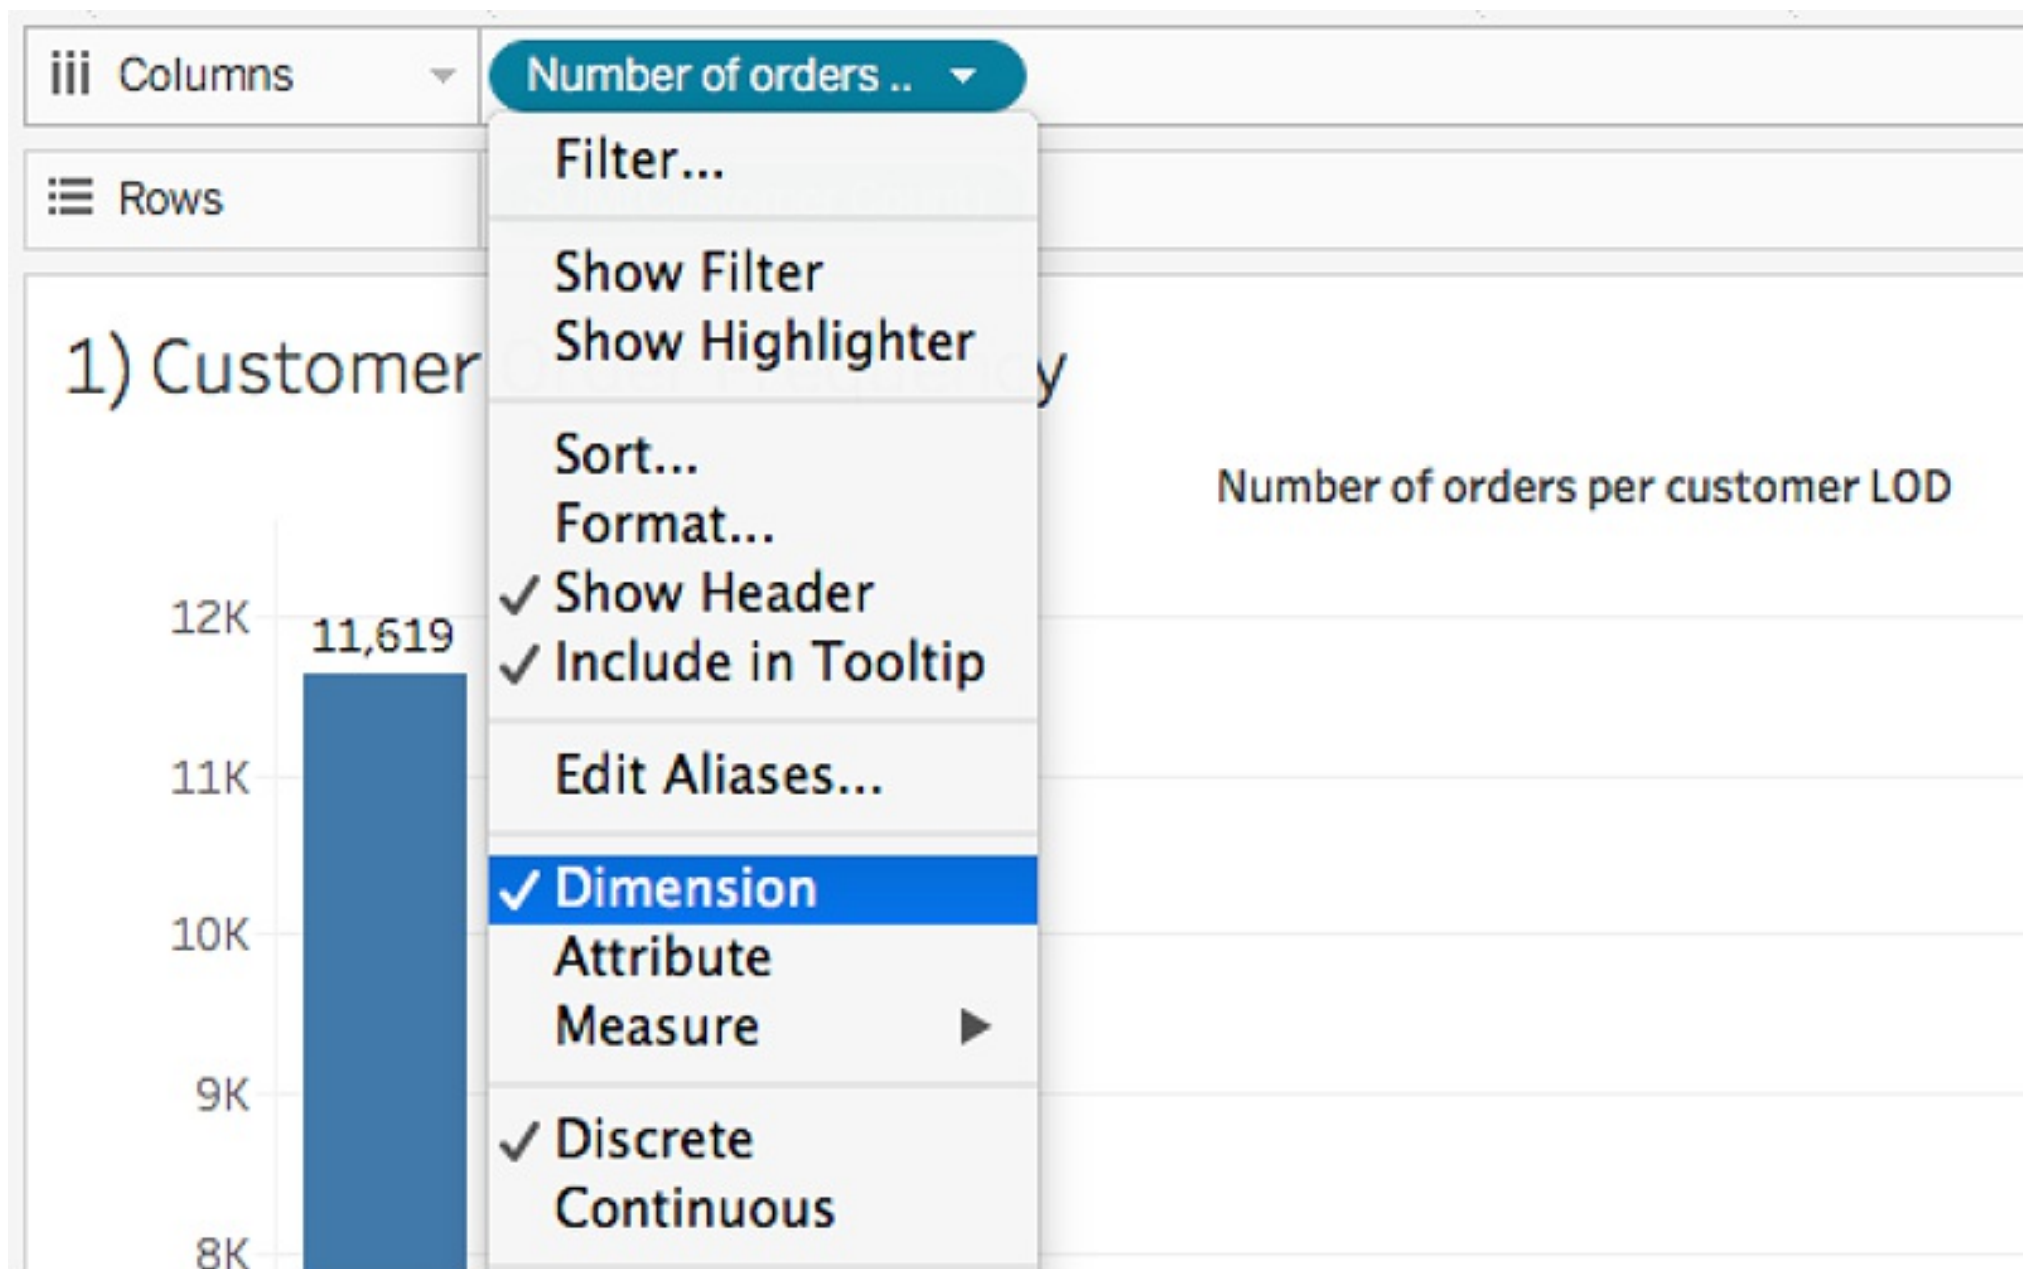 Columns
Number of orders ..
Filter...
Rows
Show Filter
Show Highlighter
1) Customer Order Frequency
Sort...
Number of orders per customer LOD
Format...
Show Header
12K
11,619
Include in Tooltip
11K
Edit Aliases...
Dimension
10K
Attribute
Measure
9K
Discrete
Continuous
8K